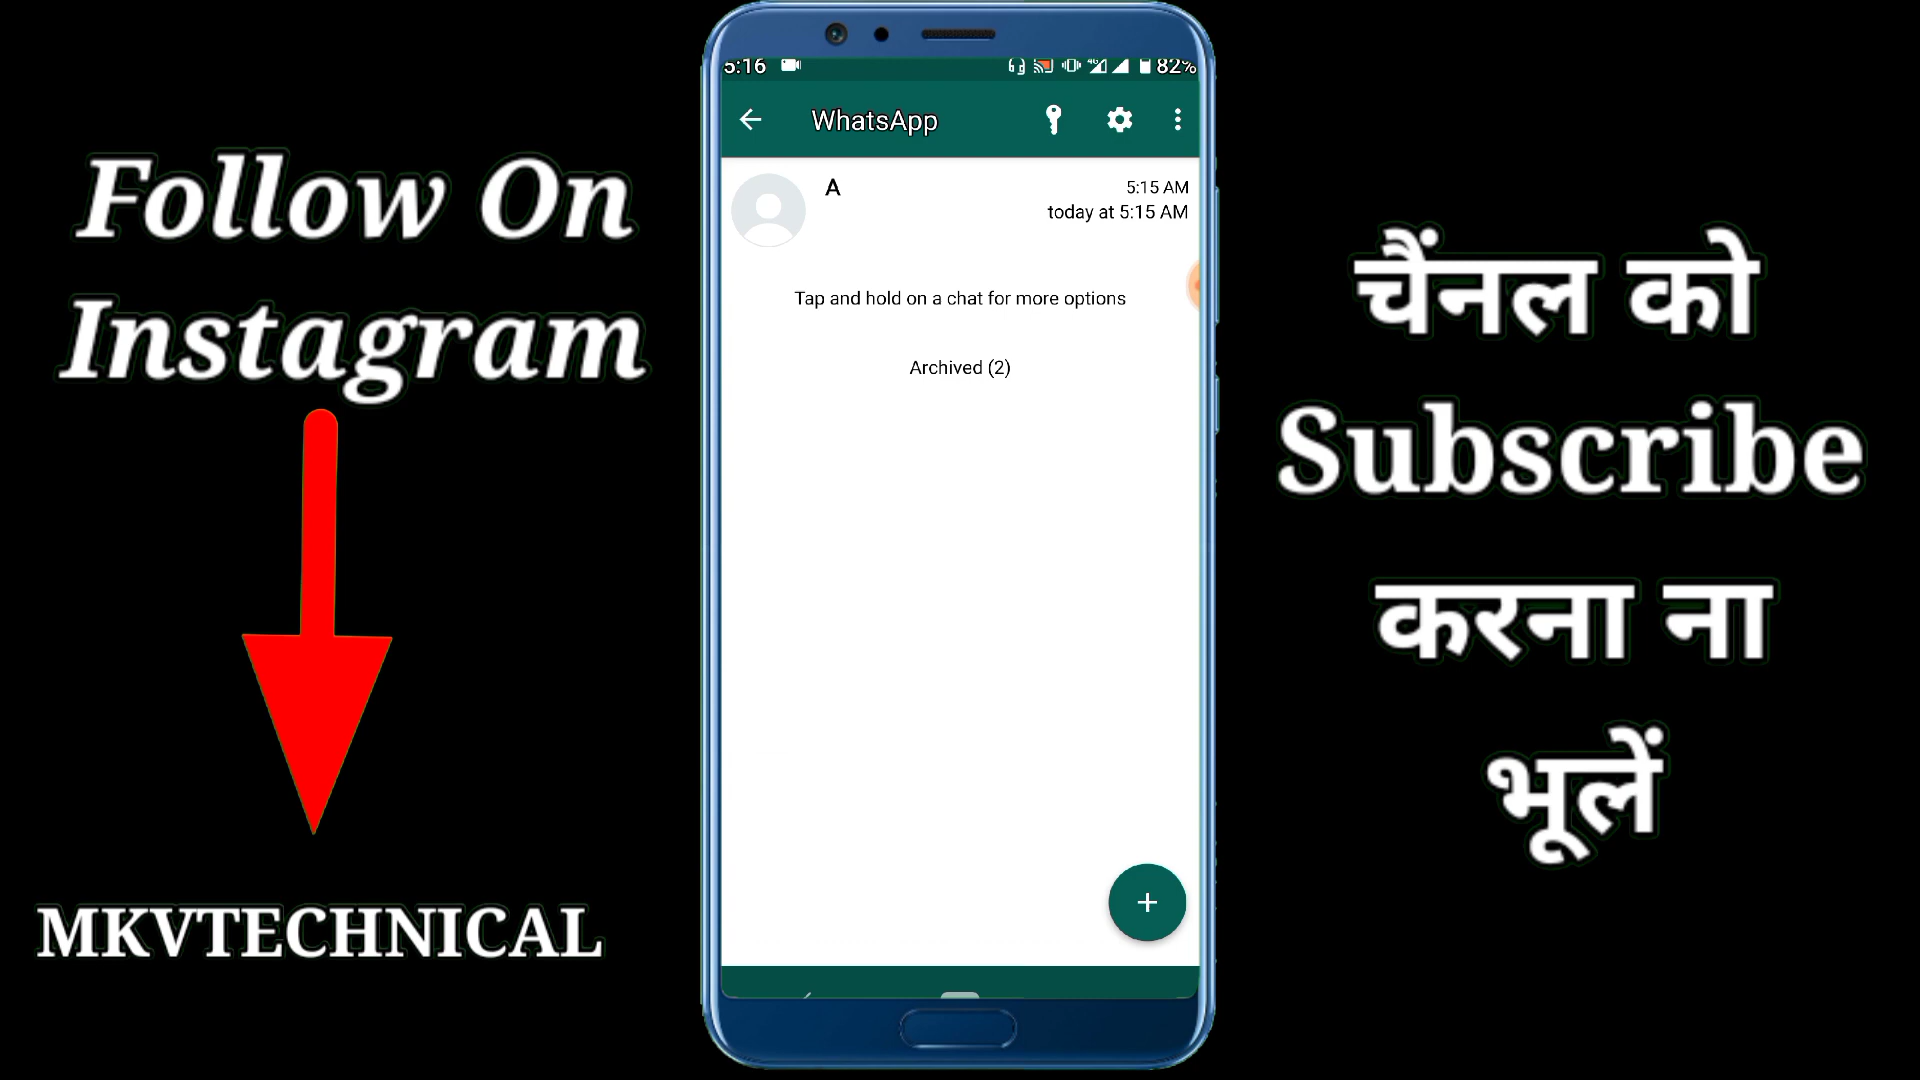 Follow On
Instagram
MKVTECHNICAL
5:16
82%
WhatsApp
A
5:15 AM
today at 5:15 AM
Tap and hold on a chat for more options
Archived (2)
चैंनल को
Subscribe
करना ना
भूलें